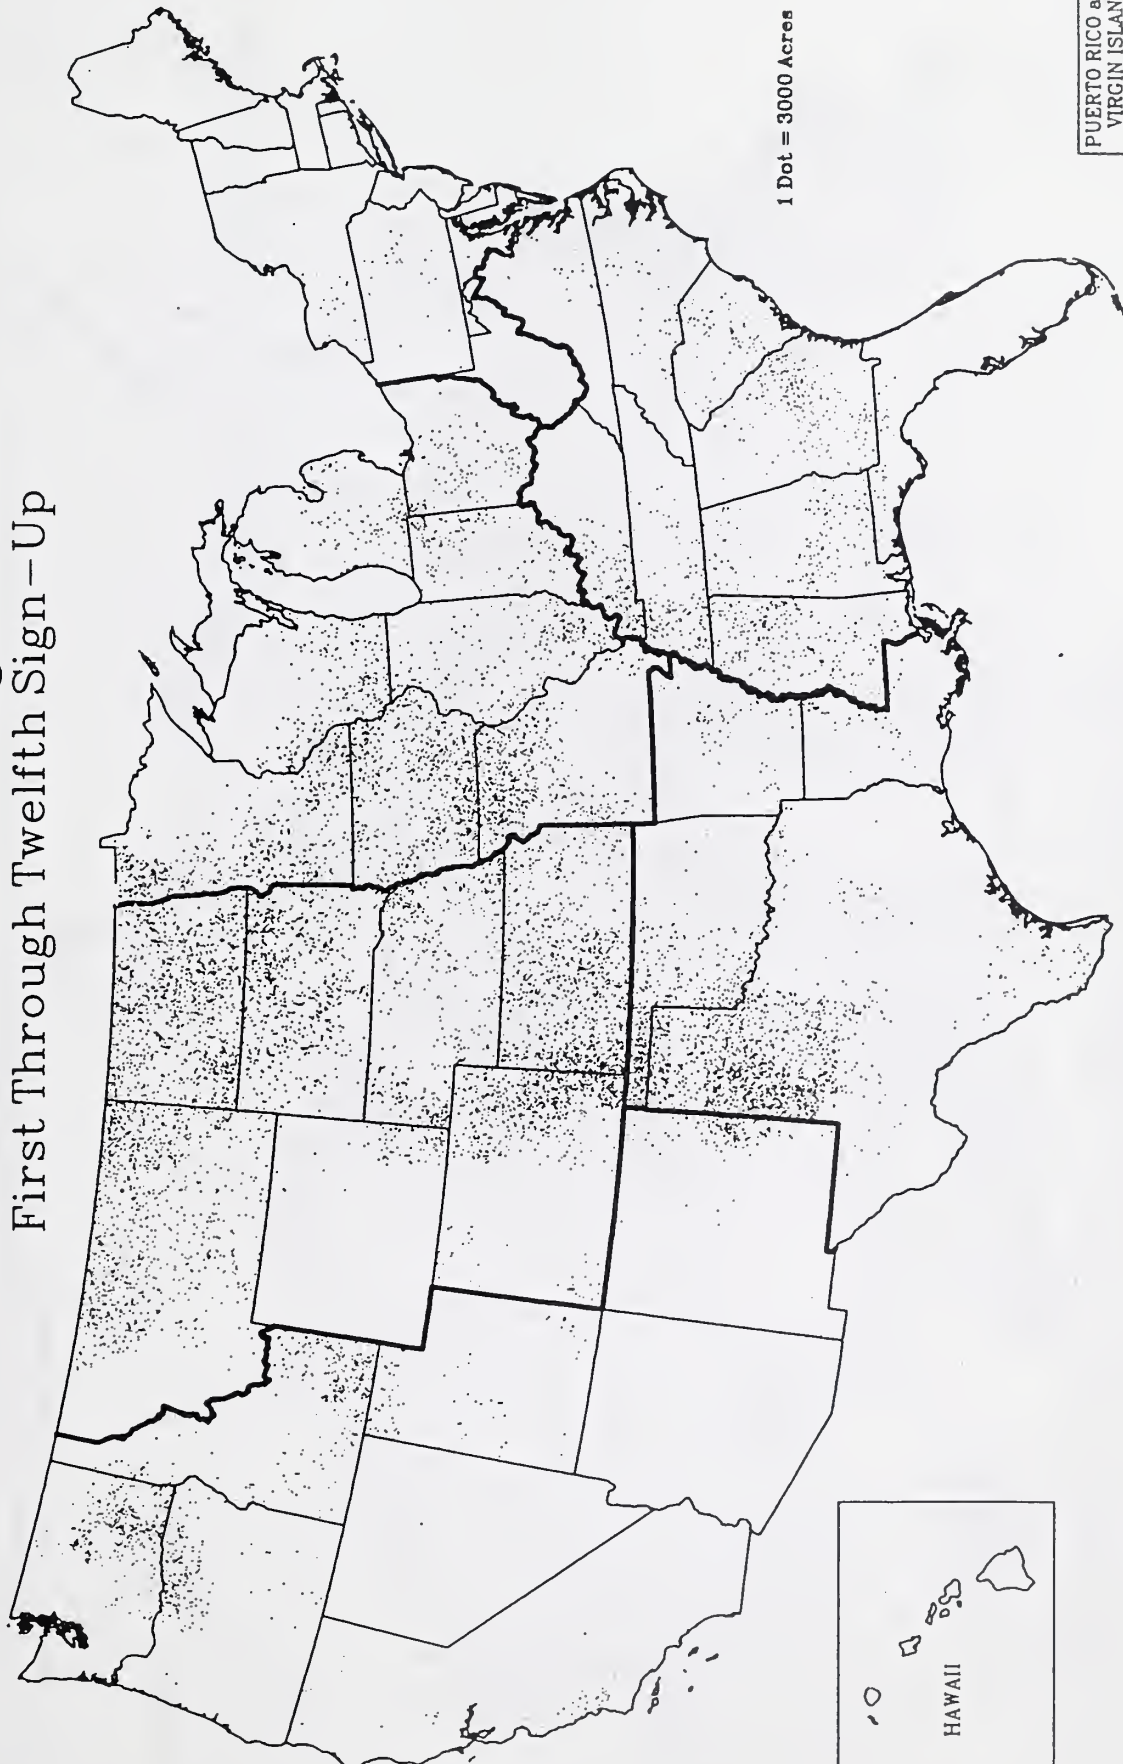 First Through Twelfth Sign-Up
1 Dot = 3000 Acres
PUERTO RICO a
VIRGIN ISLAN
HAWAII